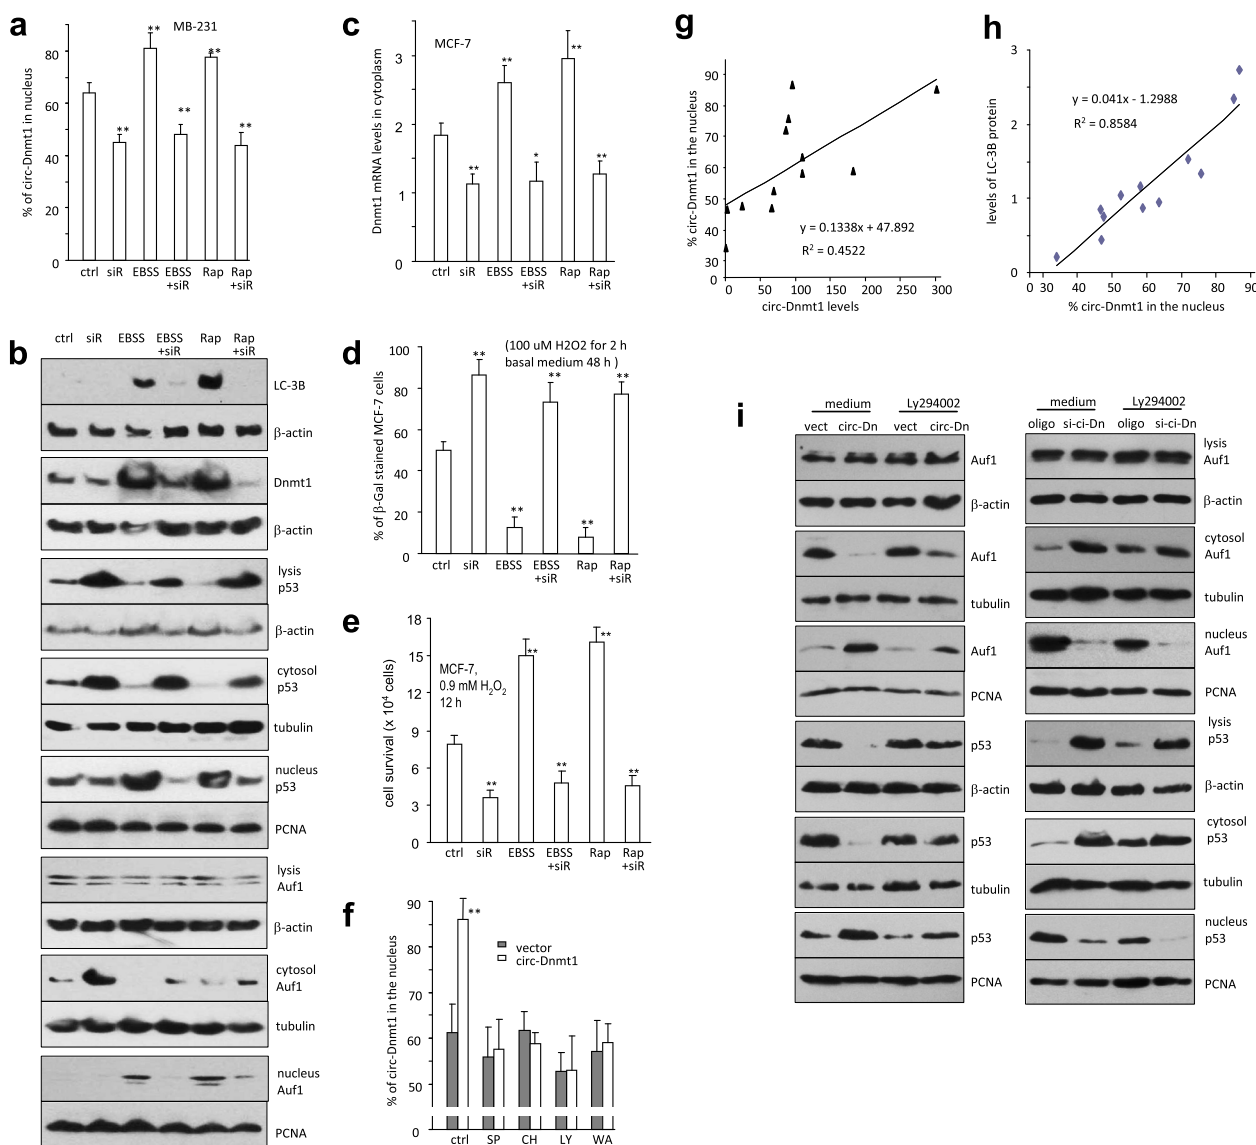 a
MB-231
% of circ-Dnmt1 in nucleus
80
60
40
20
0
**
**
**
**
**
ctrl siR EBSS EBSS +siR Rap Rap +siR
b
ctrl siR EBSS EBSS +siR Rap Rap +siR
LC-3B
β-actin
Dnmt1
β-actin
lysis
p53
β-actin
cytosol
p53
tubulin
nucleus
p53
PCNA
lysis
Auf1
β-actin
cytosol
Auf1
tubulin
nucleus
Auf1
PCNA
c
MCF-7
Dnmt1 mRNA levels in cytoplasm
3
2
1
0
**
**
*
**
**
ctrl siR EBSS EBSS +siR Rap Rap +siR
d
(100 uM H2O2 for 2 h
basal medium 48 h )
% of β-Gal stained MCF-7 cells
100
80
60
40
20
0
**
**
**
**
**
ctrl siR EBSS EBSS +siR Rap Rap +siR
e
MCF-7,
0.9 mM H2O2
12 h
cell survival (x 10⁴ cells)
18
15
12
9
6
3
0
**
**
**
**
**
ctrl siR EBSS EBSS +siR Rap Rap +siR
f
% of circ-Dnmt1 in the nucleus
90
80
70
60
50
0
**
vector
circ-Dnmt1
ctrl SP CH LY WA
g
% circ-Dnmt1 in the nucleus
90
80
70
60
50
40
30
0
y = 0.1338x + 47.892
R² = 0.4522
0 50 100 150 200 250 300
circ-Dnmt1 levels
h
levels of LC-3B protein
3
2
1
0
y = 0.041x - 1.2988
R² = 0.8584
0 30 40 50 60 70 80 90
% circ-Dnmt1 in the nucleus
i
medium Ly294002
vect circ-Dn vect circ-Dn
Auf1
β-actin
Auf1
tubulin
Auf1
PCNA
p53
β-actin
p53
tubulin
p53
PCNA
medium Ly294002
oligo si-ci-Dn oligo si-ci-Dn
lysis
Auf1
β-actin
cytosol
Auf1
tubulin
nucleus
Auf1
PCNA
lysis
p53
β-actin
cytosol
p53
tubulin
nucleus
p53
PCNA